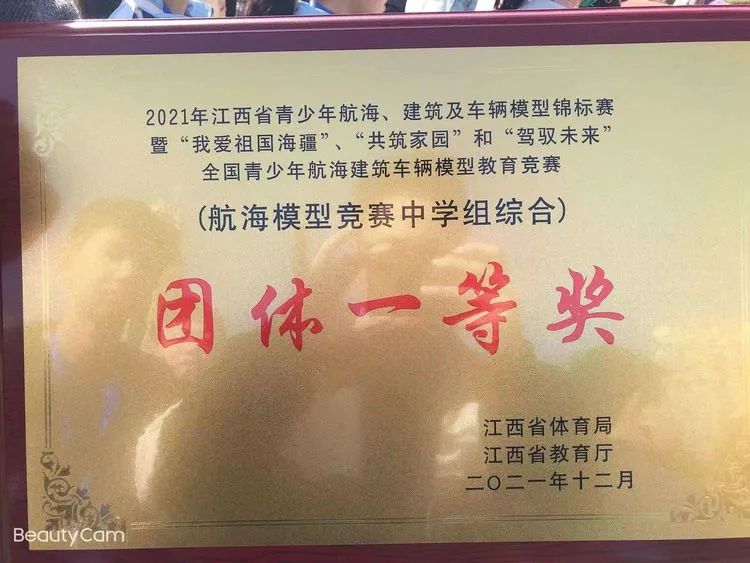 2021年江西省青少年航海、建筑及车辆模型锦标赛
暨“我爱祖国海疆”、“共筑家园”和“驾驭未来”
全国青少年航海建筑车辆模型教育竞赛
(航海模型竞赛中学组综合)
团体一等奖
江西省体育局
江西省教育厅
二〇二一年十二月
BeautyCam